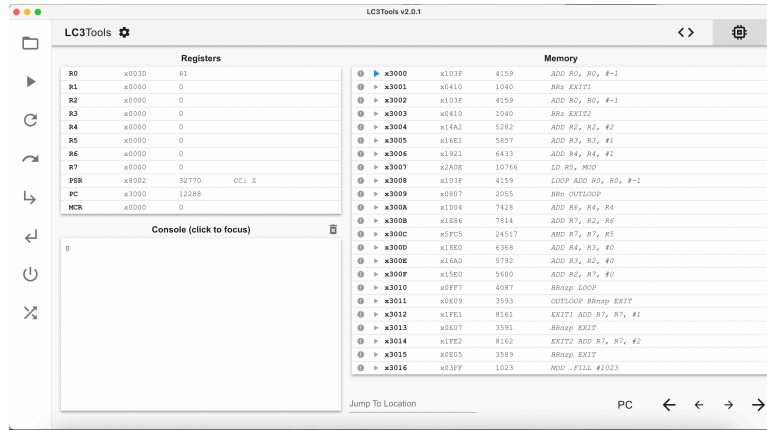 LC3Tools v2.0.1
LC3Tools
Registers
R0 x003D 61
R1 x0000 0
R2 x0000 0
R3 x0000 0
R4 x0000 0
R5 x0000 0
R6 x0000 0
R7 x0000 0
PSR x8002 32770 CC: Z
PC x3000 12288
MCR x0000 0
Console (click to focus)
0
Memory
x3000 x103F 4159 ADD R0, R0, #-1
x3001 x0410 1040 BRz EXIT1
x3002 x103F 4159 ADD R0, R0, #-1
x3003 x0410 1040 BRz EXIT2
x3004 x14A2 5282 ADD R2, R2, #2
x3005 x16E1 5857 ADD R3, R3, #1
x3006 x1921 6433 ADD R4, R4, #1
x3007 x2A0E 10766 LD R5, MOD
x3008 x103F 4159 LOOP ADD R0, R0, #-1
x3009 x0807 2055 BRn OUTLOOP
x300A x1D04 7428 ADD R6, R4, R4
x300B x1E86 7814 ADD R7, R2, R6
x300C x5FC5 24517 AND R7, R7, R5
x300D x18E0 6368 ADD R4, R3, #0
x300E x16A0 5792 ADD R3, R2, #0
x300F x15E0 5600 ADD R2, R7, #0
x3010 x0FF7 4087 BRnzp LOOP
x3011 x0E09 3593 OUTLOOP BRnzp EXIT
x3012 x1FE1 8161 EXIT1 ADD R7, R7, #1
x3013 x0E07 3591 BRnzp EXIT
x3014 x1FE2 8162 EXIT2 ADD R7, R7, #2
x3015 x0E05 3589 BRnzp EXIT
x3016 x03FF 1023 MOD .FILL #1023
Jump To Location
PC